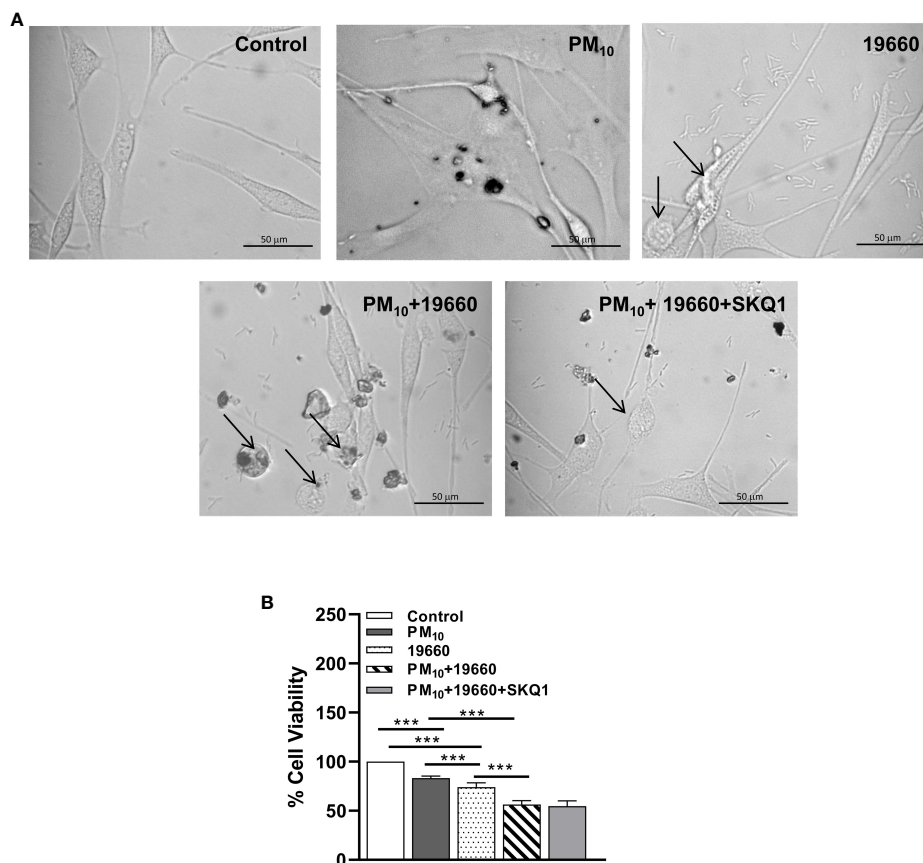 A
Control
PM10
19660
50 μm
50 μm
50 μm
PM10+19660
PM10+ 19660+SKQ1
50 μm
50 μm
B
% Cell Viability
250
200
150
100
50
0
Control
PM10
19660
PM10+19660
PM10+19660+SKQ1
***
***
***
***
***